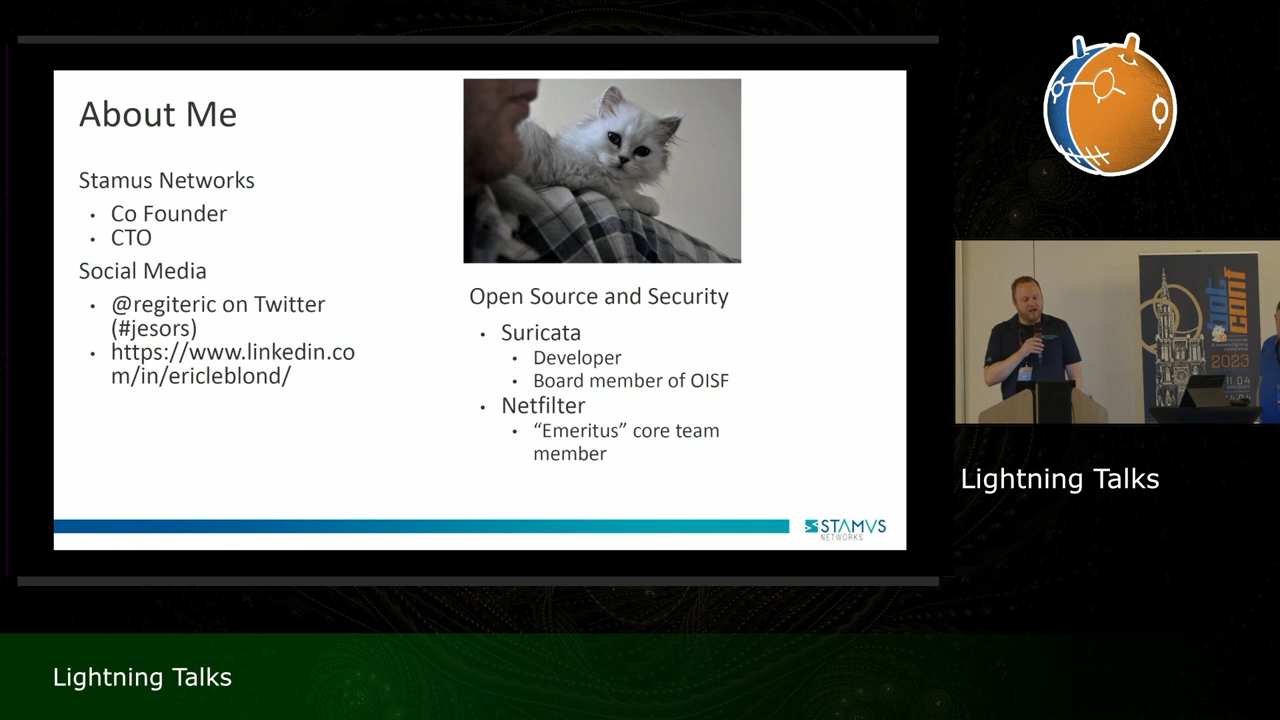 About Me
Stamus Networks
• Co Founder
• CTO
Social Media
• @regiteric on Twitter
(#jesors)
• https://www.linkedin.co
m/in/ericleblond/
Open Source and Security
• Suricata
• Developer
• Board member of OISF
• Netfilter
• “Emeritus” core team
member
STAMVS
NETWORKS
conf
2023
Lightning Talks
Lightning Talks